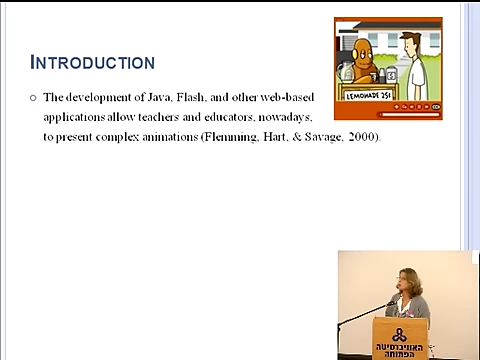 INTRODUCTION
The development of Java, Flash, and other web-based
applications allow teachers and educators, nowadays,
to present complex animations (Flemming, Hart, & Savage, 2000).
LEMONADE 25¢
האוניברסיטה
הפתוחה